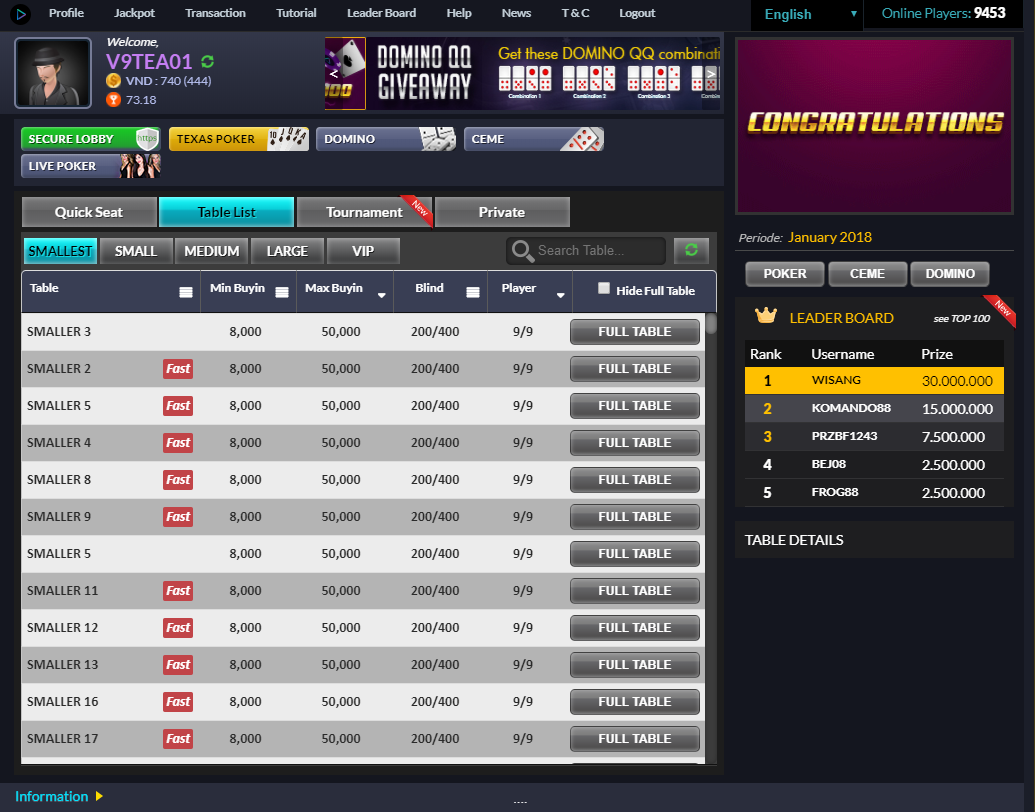 Profile Jackpot Transaction Tutorial Leader Board Help News T & C Logout English Online Players: 9453
Welcome,
V9TEA01
VND : 740 (444)
73.18
DOMINO QQ
GIVEAWAY
Get these DOMINO QQ combinati
Combination 1 Combination 2 Combination 3
CONGRATULATIONS
SECURE LOBBY https TEXAS POKER DOMINO CEME
LIVE POKER
Quick Seat Table List Tournament New Private
SMALLEST SMALL MEDIUM LARGE VIP Search Table...
Table Min Buyin Max Buyin Blind Player Hide Full Table
SMALLER 3 8,000 50,000 200/400 9/9 FULL TABLE
SMALLER 2 Fast 8,000 50,000 200/400 9/9 FULL TABLE
SMALLER 5 Fast 8,000 50,000 200/400 9/9 FULL TABLE
SMALLER 4 Fast 8,000 50,000 200/400 9/9 FULL TABLE
SMALLER 8 Fast 8,000 50,000 200/400 9/9 FULL TABLE
SMALLER 9 Fast 8,000 50,000 200/400 9/9 FULL TABLE
SMALLER 5 8,000 50,000 200/400 9/9 FULL TABLE
SMALLER 11 Fast 8,000 50,000 200/400 9/9 FULL TABLE
SMALLER 12 Fast 8,000 50,000 200/400 9/9 FULL TABLE
SMALLER 13 Fast 8,000 50,000 200/400 9/9 FULL TABLE
SMALLER 16 Fast 8,000 50,000 200/400 9/9 FULL TABLE
SMALLER 17 Fast 8,000 50,000 200/400 9/9 FULL TABLE
Periode: January 2018
POKER CEME DOMINO
LEADER BOARD see TOP 100 New
Rank Username Prize
1 WISANG 30.000.000
2 KOMANDO88 15.000.000
3 PRZBF1243 7.500.000
4 BEJ08 2.500.000
5 FROG88 2.500.000
TABLE DETAILS
Information ....